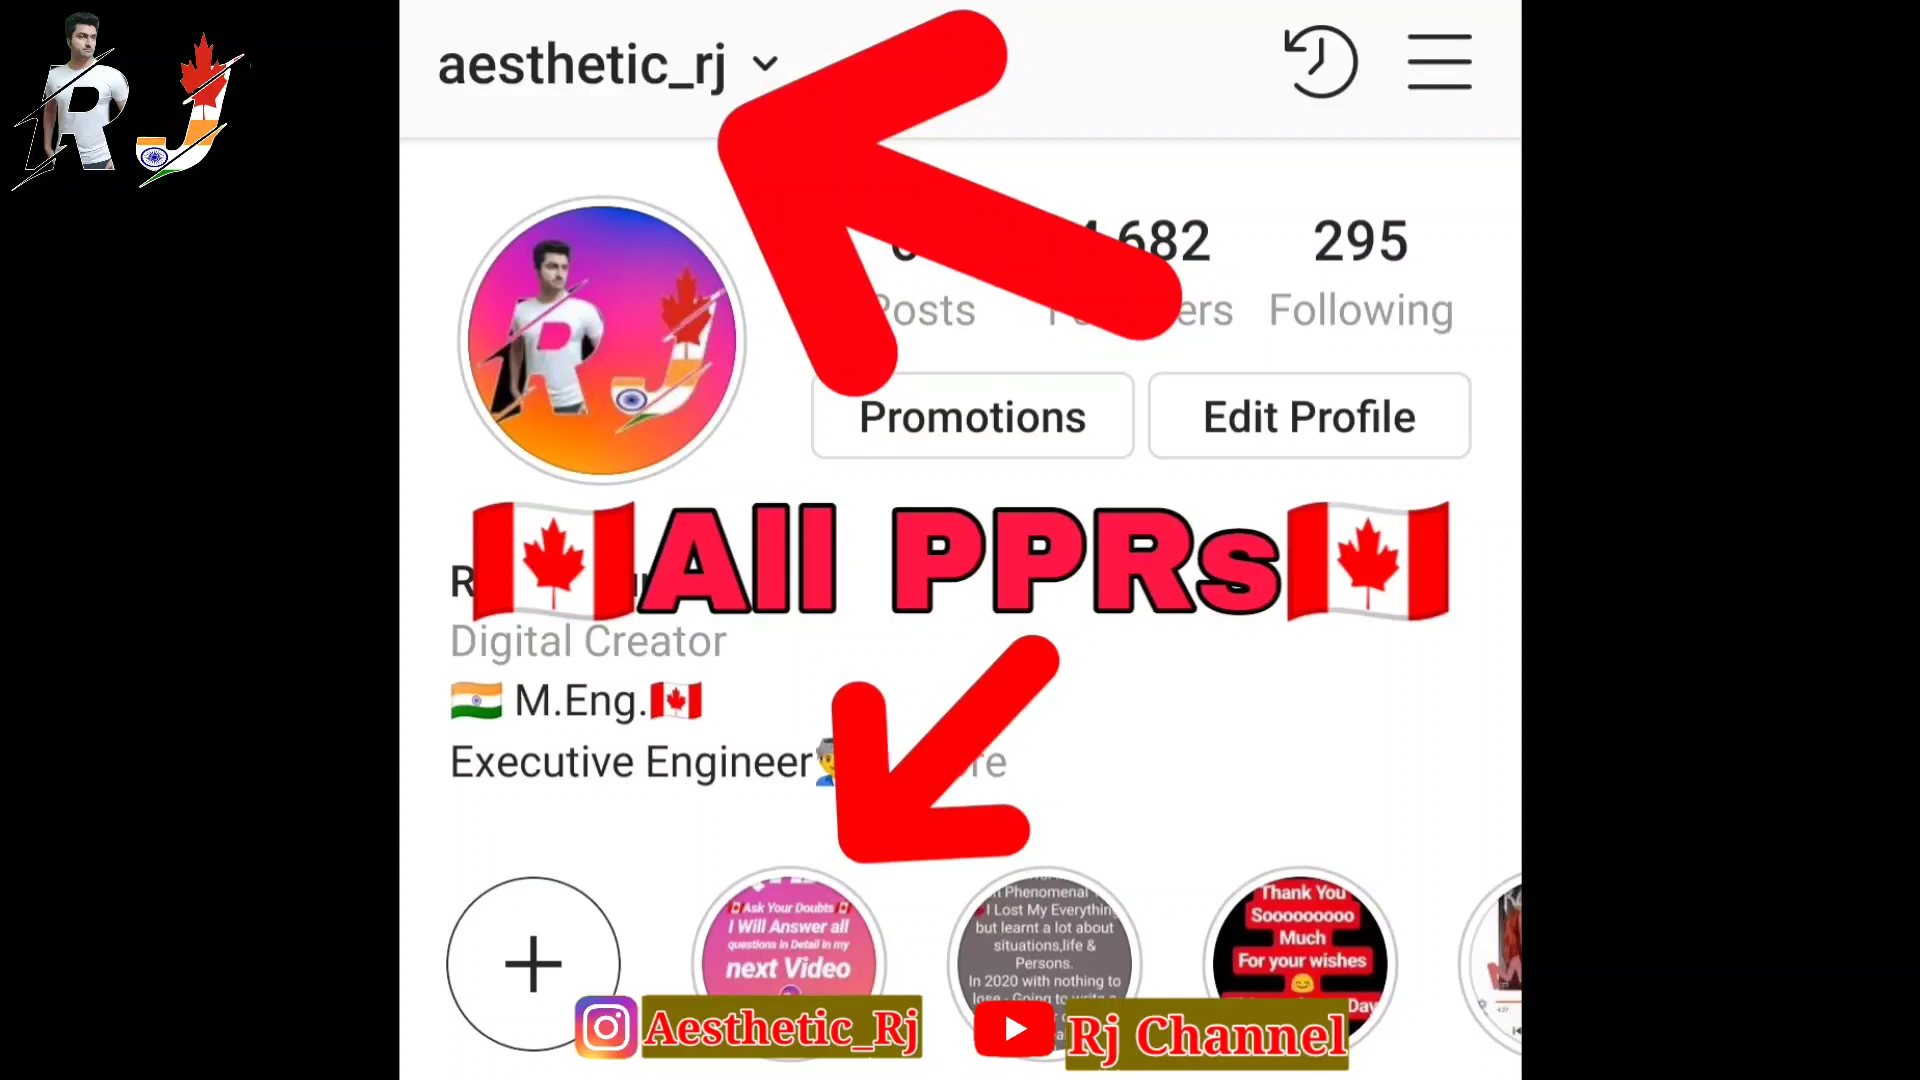 RJ
aesthetic_rj
682
295
Posts
Following
Promotions
Edit Profile
All PPRs
Digital Creator
M.Eng.
Executive Engineer
Ask Your Doubts
I Will Answer all
questions in Detail in my
next Video
Phenomenal
I Lost My Everything
but learnt a lot about
situations,life &
Persons.
In 2020 with nothing to
Thank You
Sooooooooo
Much
For your wishes
Day
Aesthetic_Rj
Rj Channel